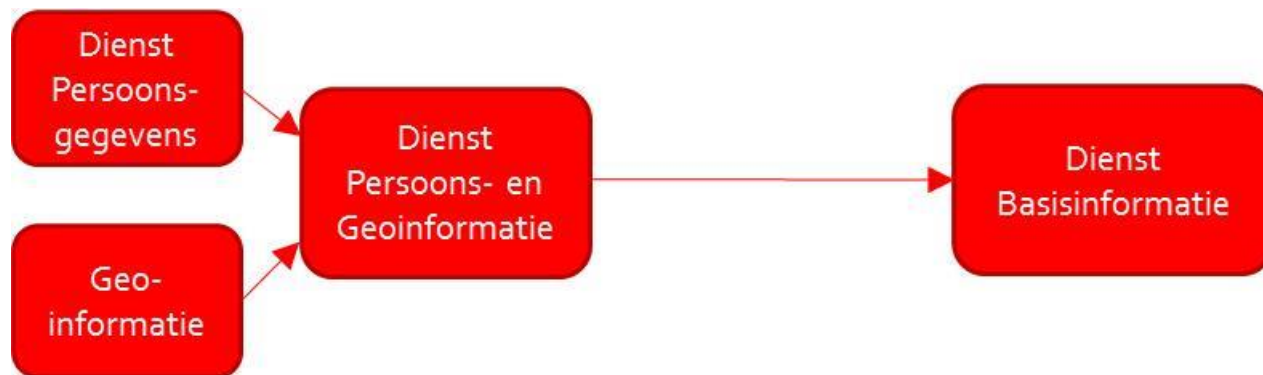 Dienst
Persoons-
gegevens
Geo-
informatie
Dienst
Persoons- en
Geoinformatie
Dienst
Basisinformatie